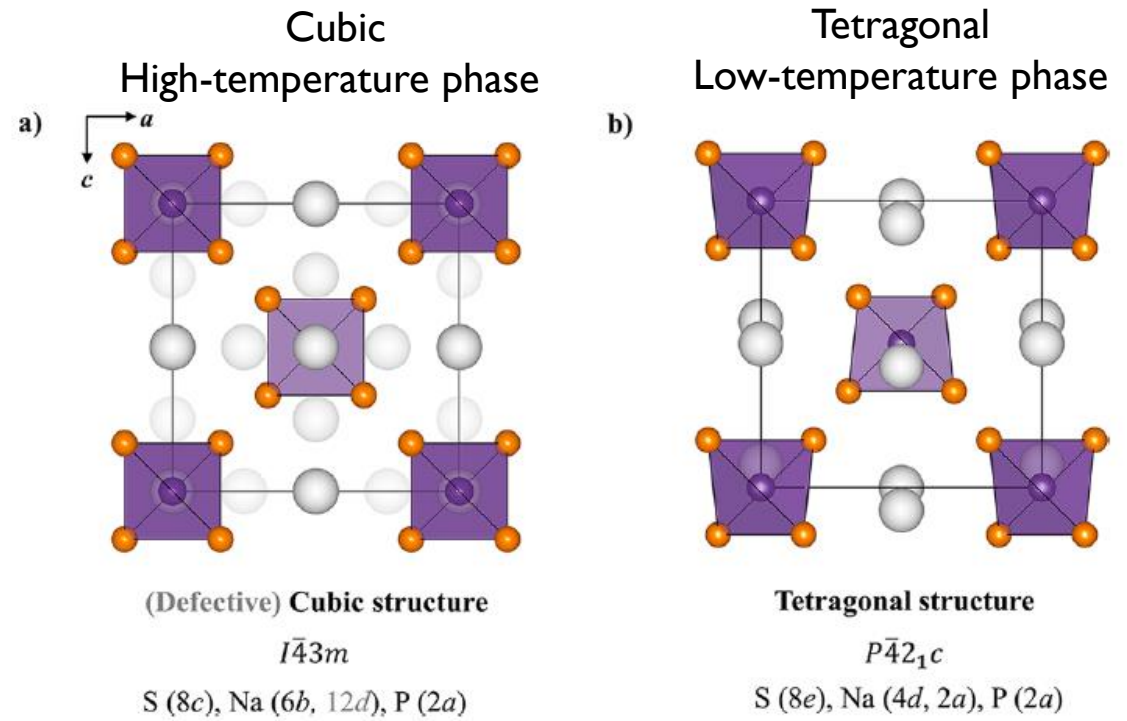 Cubic
High-temperature phase
Tetragonal
Low-temperature phase
a)
a
c
b)
(Defective) Cubic structure
I4̅3m
S (8c), Na (6b, 12d), P (2a)
Tetragonal structure
P4̅2₁c
S (8e), Na (4d, 2a), P (2a)